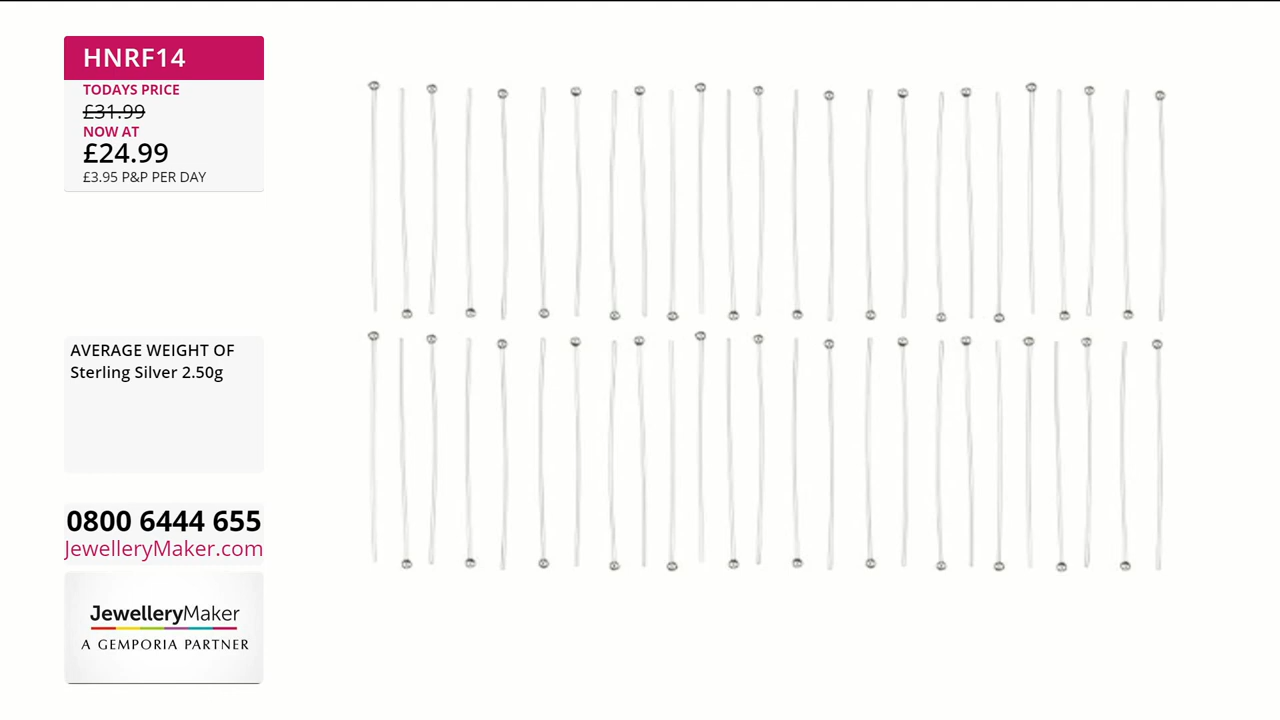 HNRF14
TODAYS PRICE
£31.99
NOW AT
£24.99
£3.95 P&P PER DAY
AVERAGE WEIGHT OF
Sterling Silver 2.50g
0800 6444 655
JewelleryMaker.com
JewelleryMaker
A GEMPORIA PARTNER